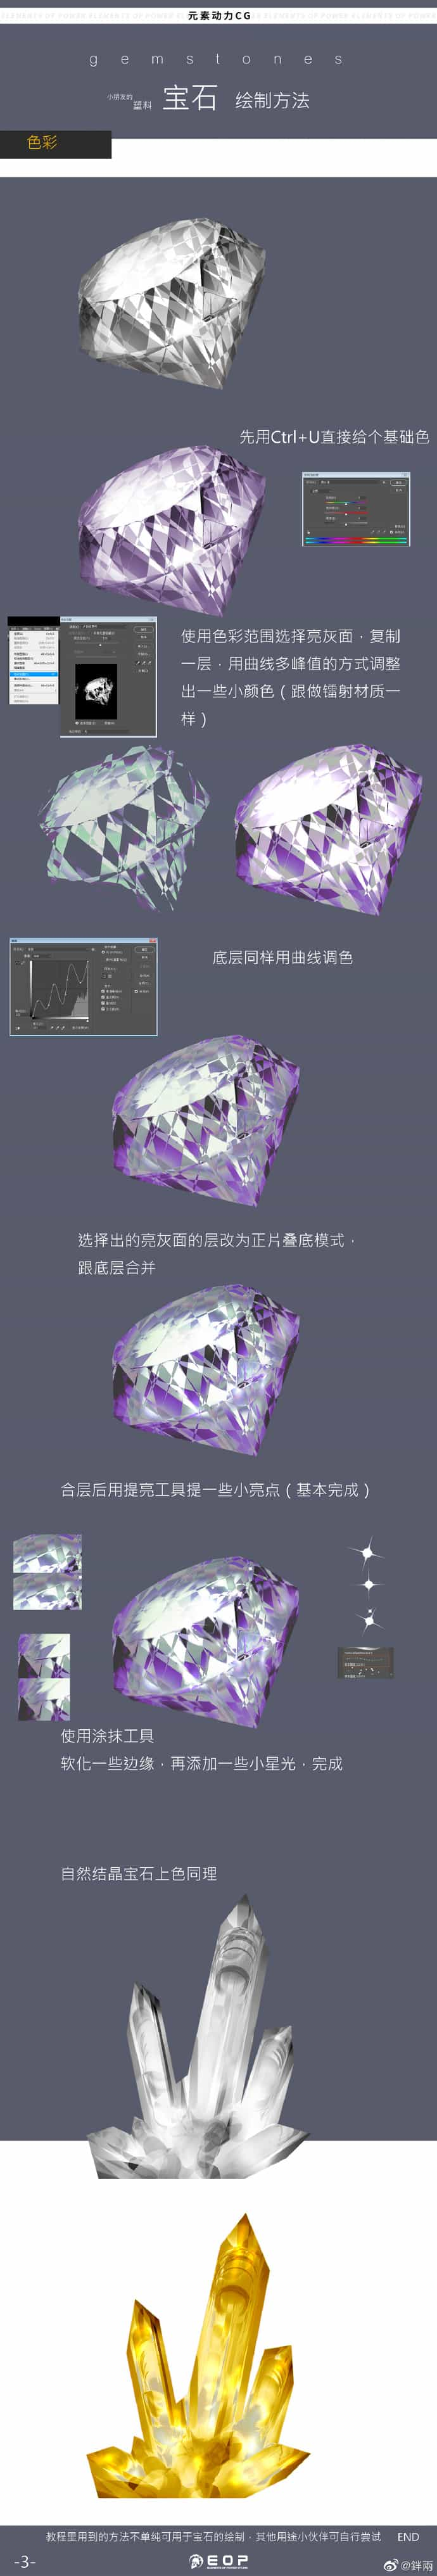 元素动力CG
gemstones
小朋友的
塑料 宝石 绘制方法
色彩
先用Ctrl+U直接给个基础色
使用色彩范围选择亮灰面，复制
一层，用曲线多峰值的方式调整
出一些小颜色（跟做镭射材质一
样）
底层同样用曲线调色
选择出的亮灰面的层改为正片叠底模式，
跟底层合并
合层后用提亮工具提一些小亮点（基本完成）
使用涂抹工具
软化一些边缘，再添加一些小星光，完成
自然结晶宝石上色同理
教程里用到的方法不单纯可用于宝石的绘制，其他用途小伙伴可自行尝试 END
-3-
EOP
@鉡兩